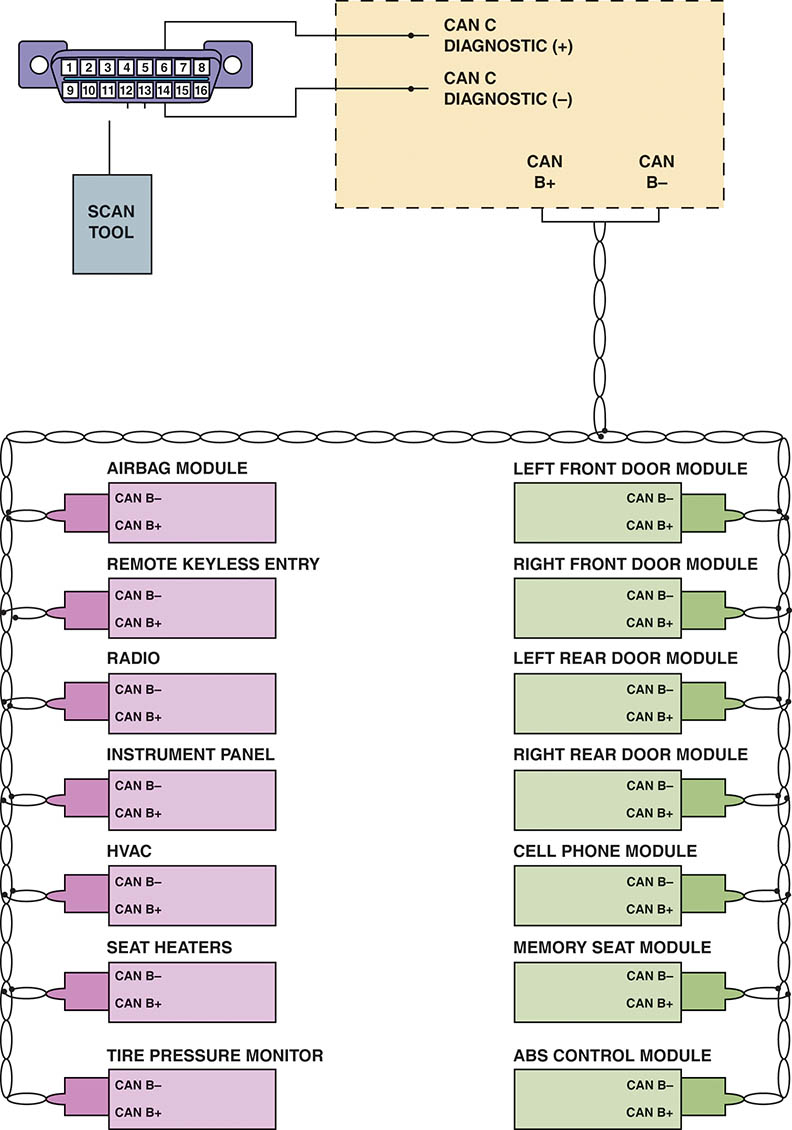 CAN C
DIAGNOSTIC (+)
CAN C
DIAGNOSTIC (–)
1 2 3 4 5 6 7 8
9 10 11 12 13 14 15 16
CAN
B+
CAN
B–
SCAN
TOOL
AIRBAG MODULE
CAN B–
CAN B+
REMOTE KEYLESS ENTRY
CAN B–
CAN B+
RADIO
CAN B–
CAN B+
INSTRUMENT PANEL
CAN B–
CAN B+
HVAC
CAN B–
CAN B+
SEAT HEATERS
CAN B–
CAN B+
TIRE PRESSURE MONITOR
CAN B–
CAN B+
LEFT FRONT DOOR MODULE
CAN B–
CAN B+
RIGHT FRONT DOOR MODULE
CAN B–
CAN B+
LEFT REAR DOOR MODULE
CAN B–
CAN B+
RIGHT REAR DOOR MODULE
CAN B–
CAN B+
CELL PHONE MODULE
CAN B–
CAN B+
MEMORY SEAT MODULE
CAN B–
CAN B+
ABS CONTROL MODULE
CAN B–
CAN B+